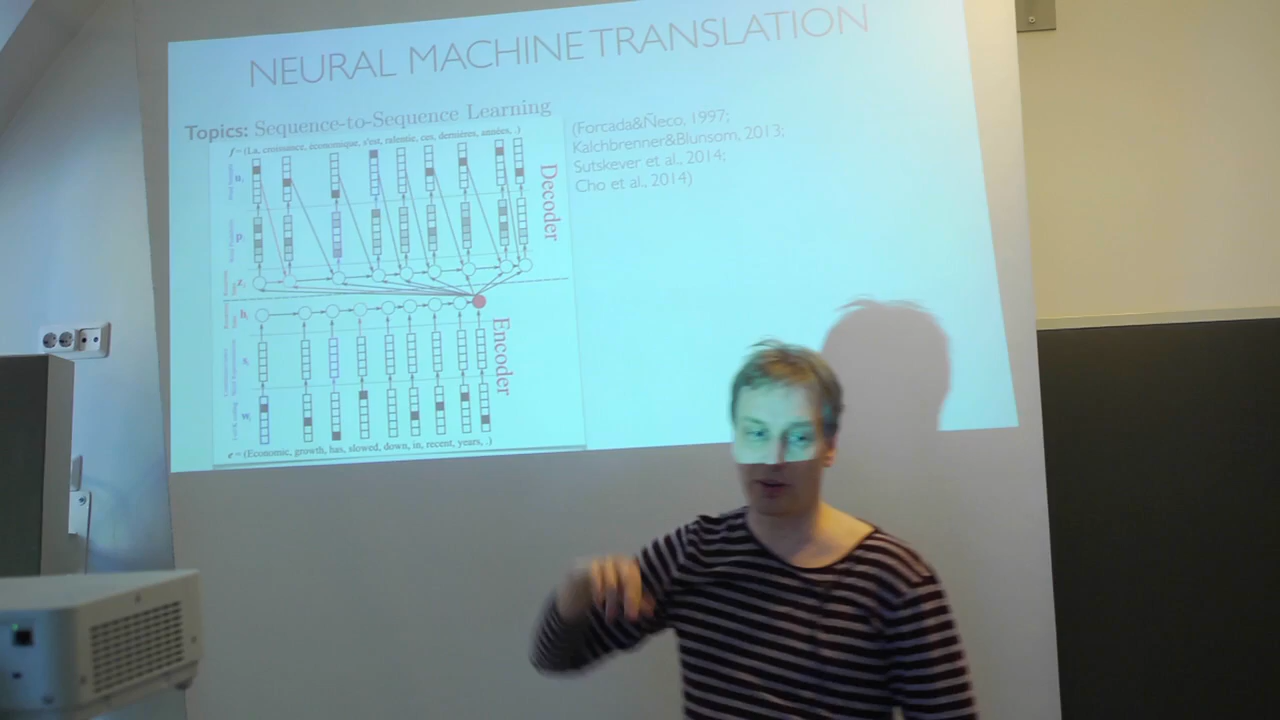 NEURAL MACHINE TRANSLATION
Topics: Sequence-to-Sequence Learning
(Forcada&Ñeco, 1997;
Kalchbrenner&Blunsom, 2013;
Sutskever et al., 2014;
Cho et al., 2014)
f = (La, croissance, économique, s'est, ralentie, ces, dernières, années, .)
Decoder
Encoder
e = (Economic, growth, has, slowed, down, in, recent, years, .)